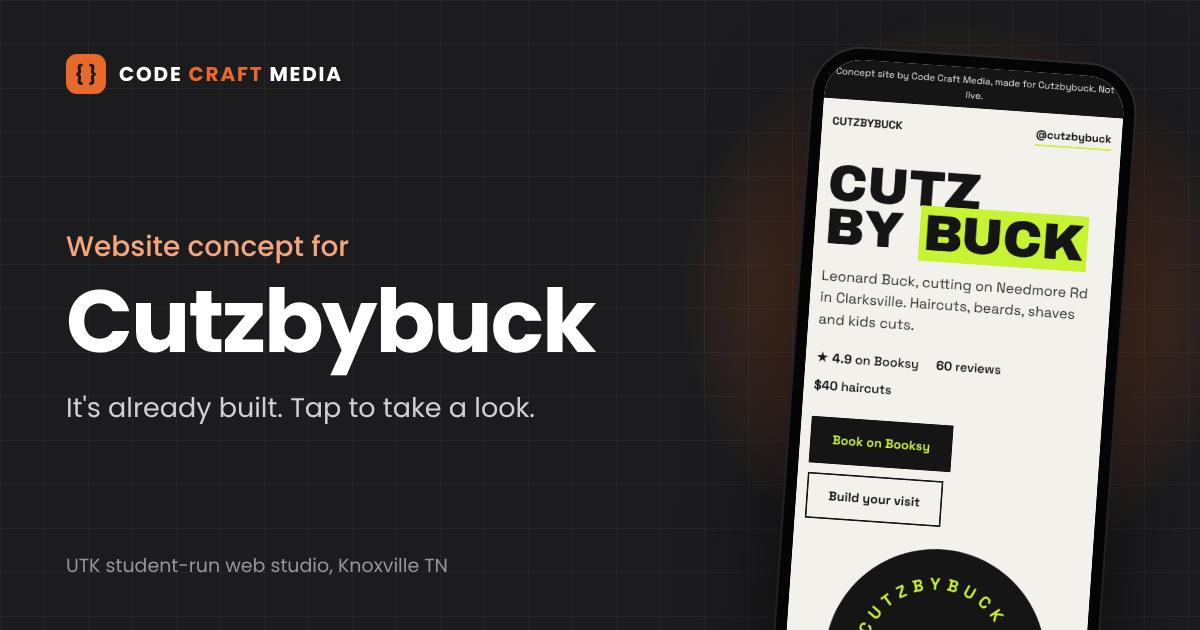 { } CODE CRAFT MEDIA
Website concept for
Cutzbybuck
It's already built. Tap to take a look.
UTK student-run web studio, Knoxville TN
Concept site by Code Craft Media, made for Cutzbybuck. Not
live.
CUTZBYBUCK
@cutzbybuck
CUTZ
BY BUCK
Leonard Buck, cutting on Needmore Rd
in Clarksville. Haircuts, beards, shaves
and kids cuts.
★ 4.9 on Booksy 60 reviews
$40 haircuts
Book on Booksy
Build your visit
CUTZBYBUCK